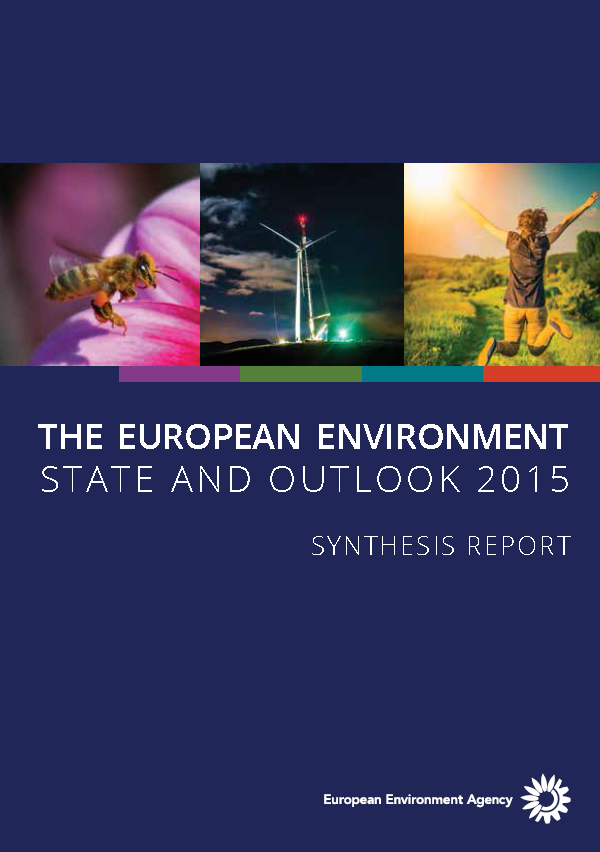 THE EUROPEAN ENVIRONMENT
STATE AND OUTLOOK 2015
SYNTHESIS REPORT
European Environment Agency